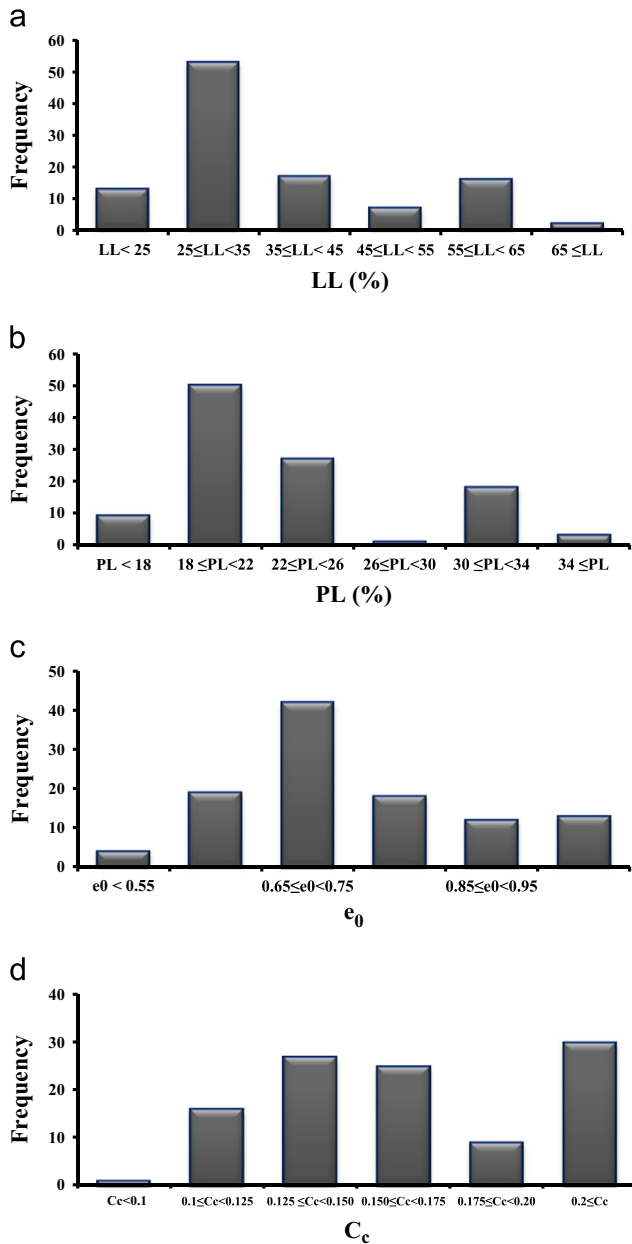 a
60
50
40
30
20
10
0
Frequency
LL< 25 25≤LL<35 35≤LL< 45 45≤LL< 55 55≤LL< 65 65 ≤LL
LL (%)
b
60
50
40
30
20
10
0
Frequency
PL < 18 18 ≤PL<22 22≤PL<26 26≤PL<30 30 ≤PL<34 34 ≤PL
PL (%)
c
50
40
30
20
10
0
Frequency
e0 < 0.55 0.65≤e0<0.75 0.85≤e0<0.95
e0
d
40
30
20
10
0
Frequency
Cc<0.1 0.1≤Cc<0.125 0.125 ≤Cc<0.150 0.150≤Cc<0.175 0.175≤Cc<0.20 0.2≤Cc
Cc